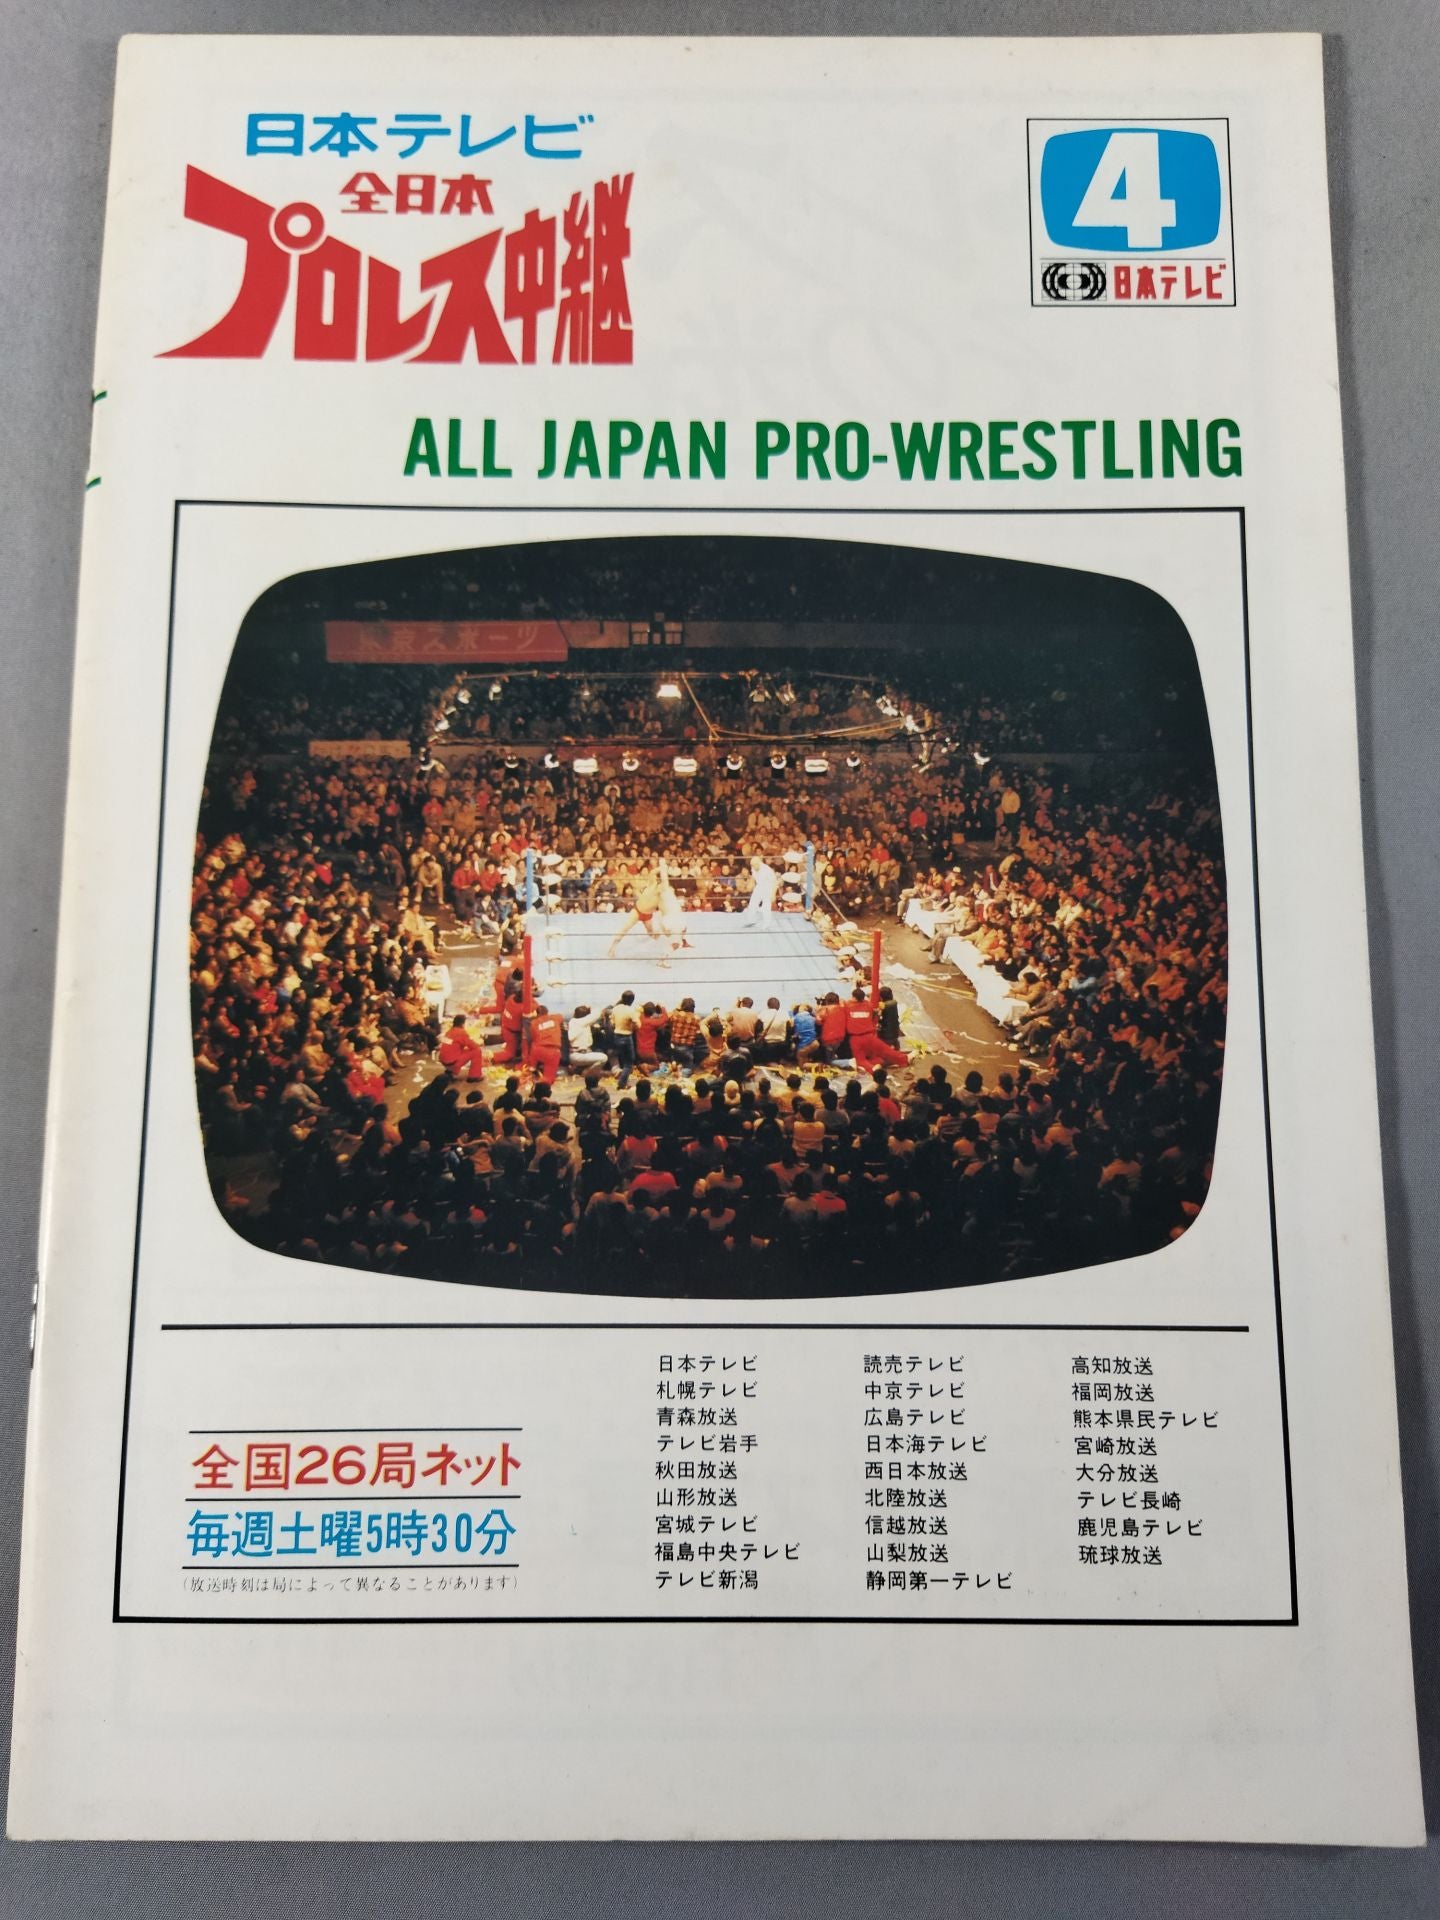 日本テレビ
全日本
プロレス中継
4
日本テレビ
ALL JAPAN PRO-WRESTLING
東京スポーツ
全国26局ネット
毎週土曜5時30分
(放送時刻は局によって異なることがあります)
日本テレビ
札幌テレビ
青森放送
テレビ岩手
秋田放送
山形放送
宮城テレビ
福島中央テレビ
テレビ新潟
読売テレビ
中京テレビ
広島テレビ
日本海テレビ
西日本放送
北陸放送
信越放送
山梨放送
静岡第一テレビ
高知放送
福岡放送
熊本県民テレビ
宮崎放送
大分放送
テレビ長崎
鹿児島テレビ
琉球放送